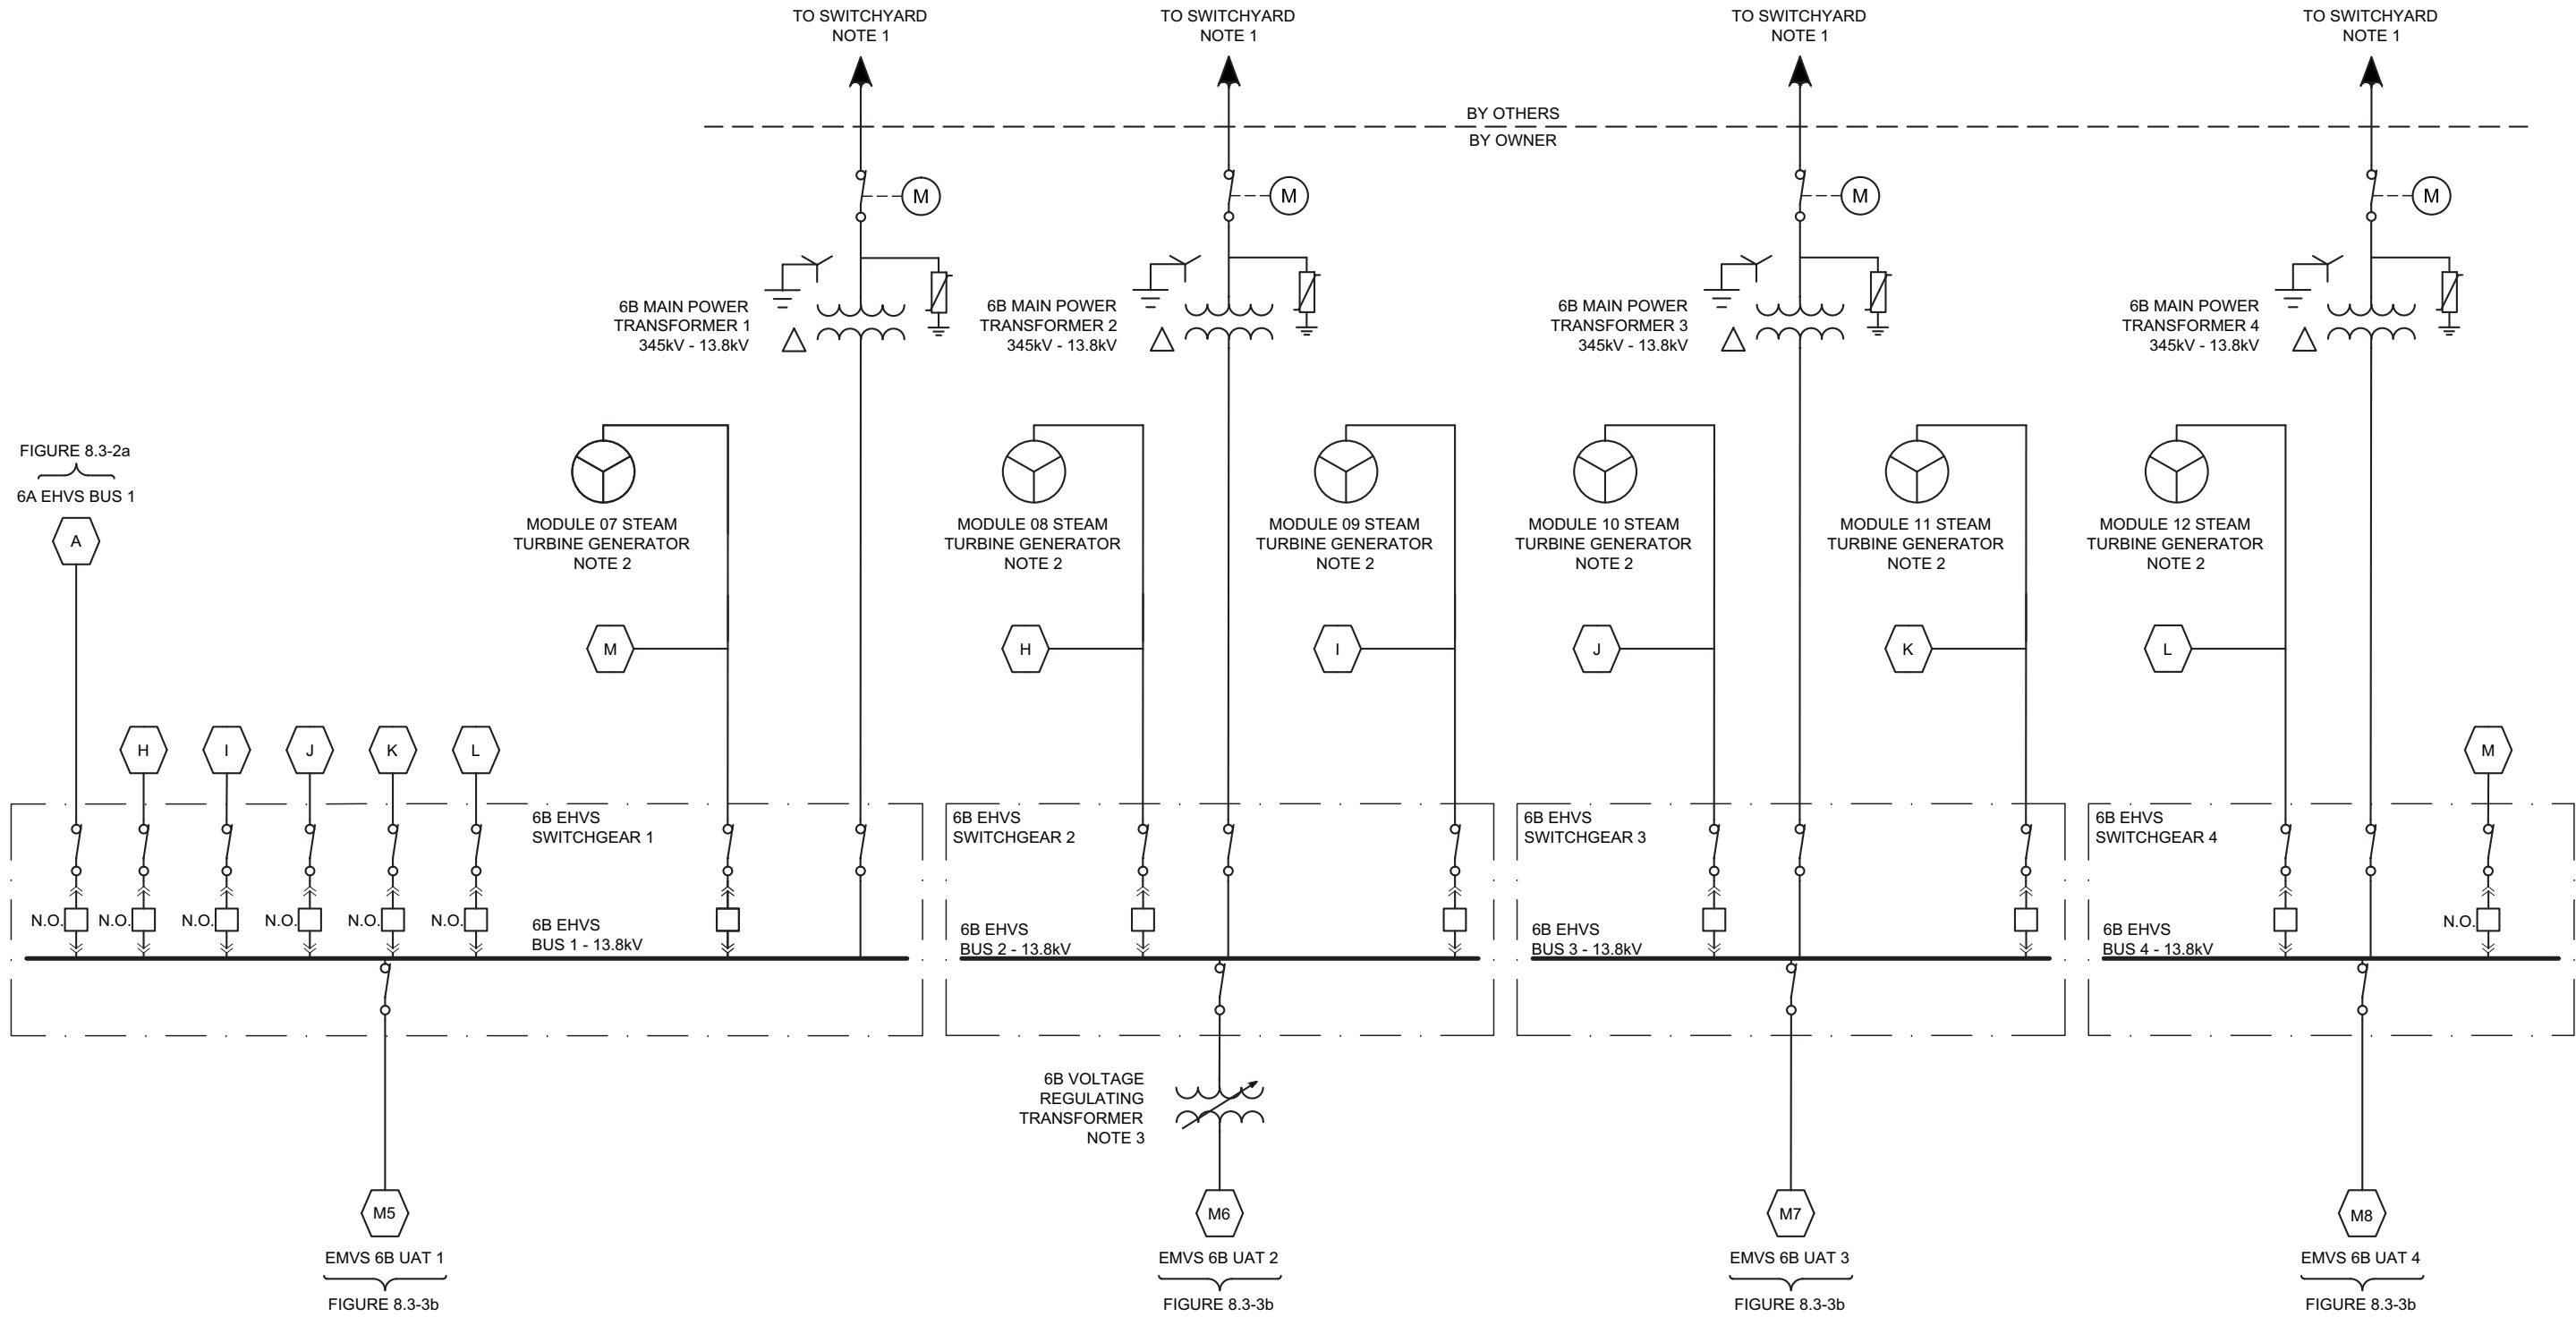 TO SWITCHYARD
NOTE 1
TO SWITCHYARD
NOTE 1
TO SWITCHYARD
NOTE 1
TO SWITCHYARD
NOTE 1
BY OTHERS
BY OWNER
M
M
M
M
6B MAIN POWER
TRANSFORMER 1
345kV - 13.8kV
6B MAIN POWER
TRANSFORMER 2
345kV - 13.8kV
6B MAIN POWER
TRANSFORMER 3
345kV - 13.8kV
6B MAIN POWER
TRANSFORMER 4
345kV - 13.8kV
FIGURE 8.3-2a
6A EHVS BUS 1
A
MODULE 07 STEAM
TURBINE GENERATOR
NOTE 2
MODULE 08 STEAM
TURBINE GENERATOR
NOTE 2
MODULE 09 STEAM
TURBINE GENERATOR
NOTE 2
MODULE 10 STEAM
TURBINE GENERATOR
NOTE 2
MODULE 11 STEAM
TURBINE GENERATOR
NOTE 2
MODULE 12 STEAM
TURBINE GENERATOR
NOTE 2
M
H
I
J
K
L
H
I
J
K
L
M
6B EHVS
SWITCHGEAR 1
6B EHVS
SWITCHGEAR 2
6B EHVS
SWITCHGEAR 3
6B EHVS
SWITCHGEAR 4
N.O.
N.O.
N.O.
N.O.
N.O.
N.O.
N.O.
6B EHVS
BUS 1 - 13.8kV
6B EHVS
BUS 2 - 13.8kV
6B EHVS
BUS 3 - 13.8kV
6B EHVS
BUS 4 - 13.8kV
6B VOLTAGE
REGULATING
TRANSFORMER
NOTE 3
M5
M6
M7
M8
EMVS 6B UAT 1
EMVS 6B UAT 2
EMVS 6B UAT 3
EMVS 6B UAT 4
FIGURE 8.3-3b
FIGURE 8.3-3b
FIGURE 8.3-3b
FIGURE 8.3-3b